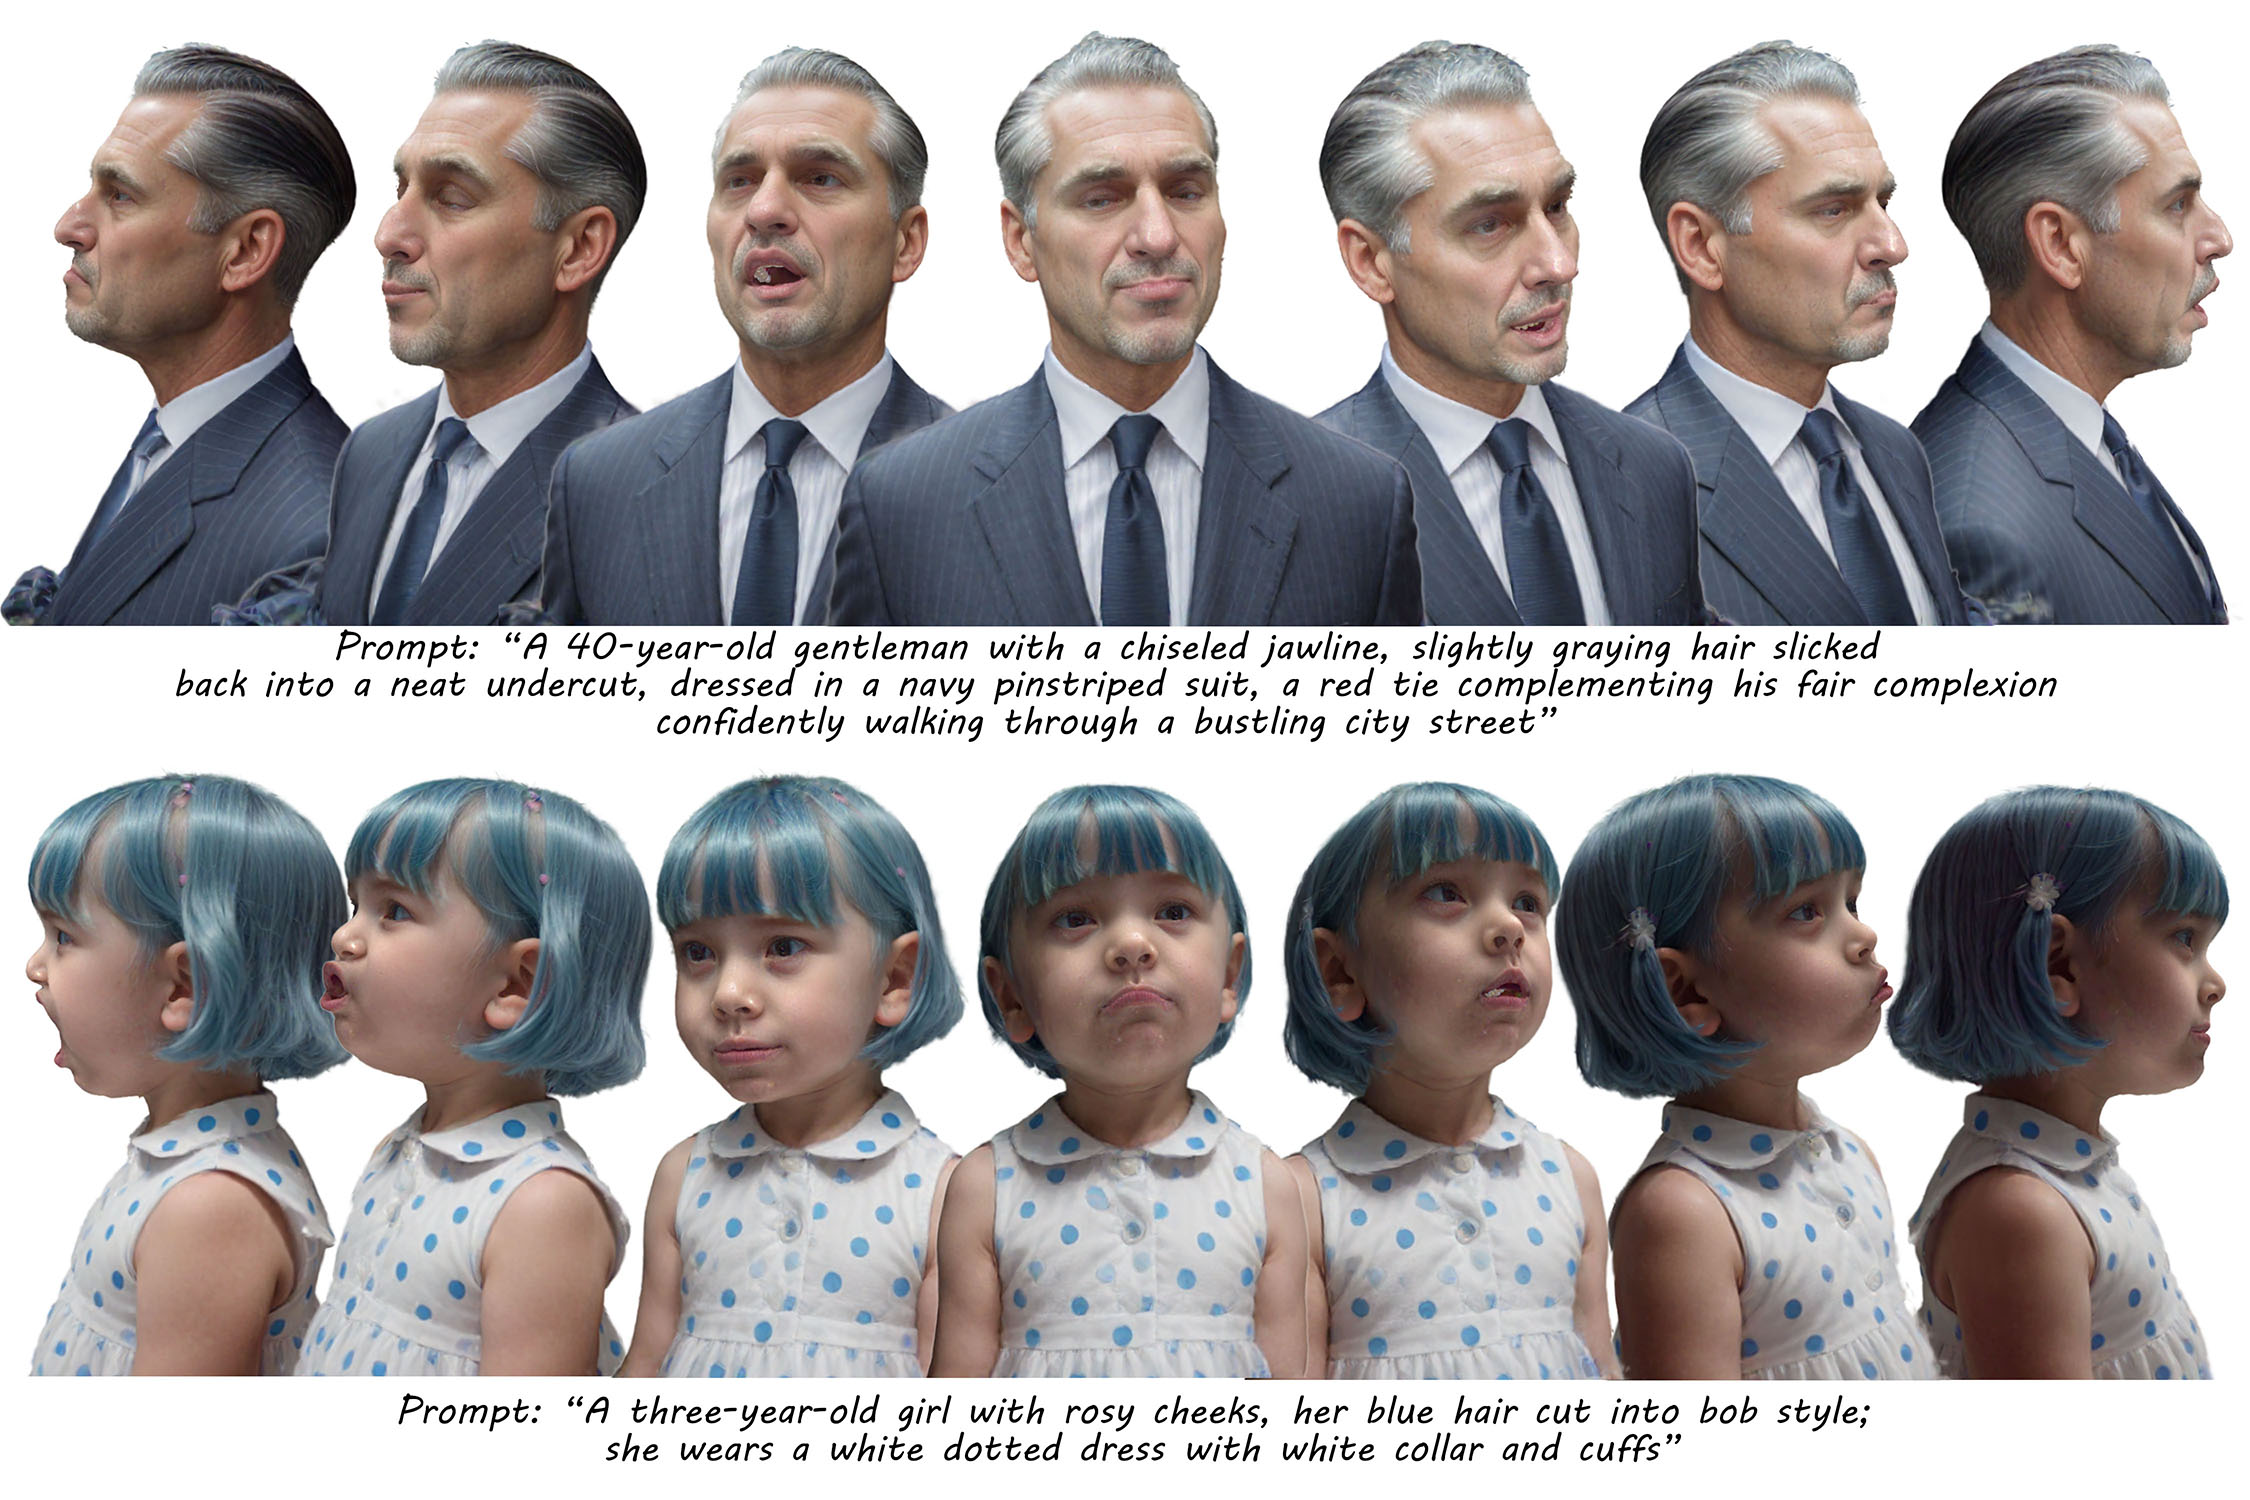 Prompt: “A 40-year-old gentleman with a chiseled jawline, slightly graying hair slicked
back into a neat undercut, dressed in a navy pinstriped suit, a red tie complementing his fair complexion
confidently walking through a bustling city street”
Prompt: “A three-year-old girl with rosy cheeks, her blue hair cut into bob style;
she wears a white dotted dress with white collar and cuffs”